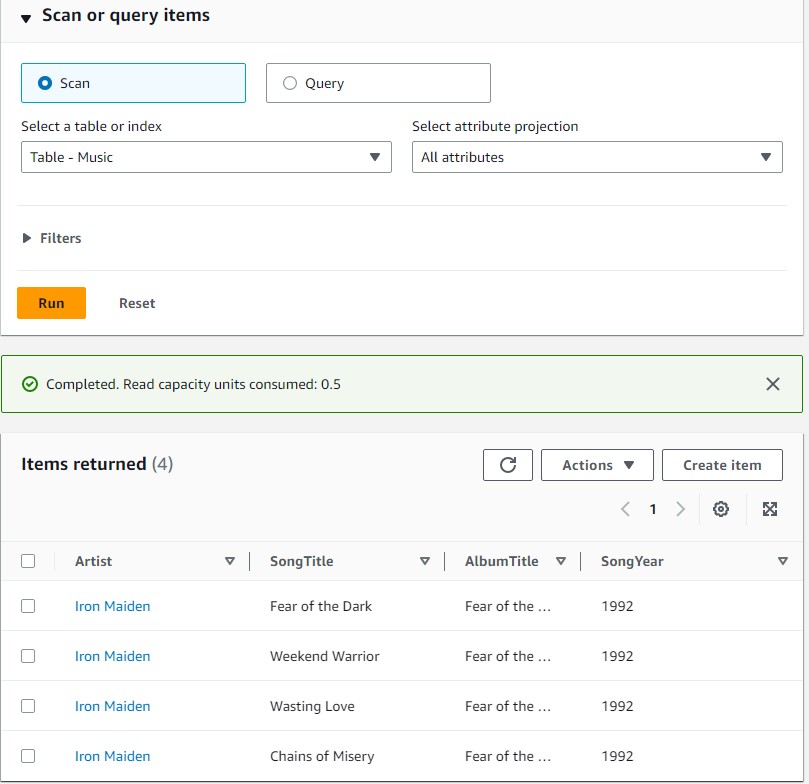 Scan or query items
Scan Query
Select a table or index Select attribute projection
Table - Music All attributes
Filters
Run Reset
Completed. Read capacity units consumed: 0.5
Items returned (4) Actions Create item
1
Artist SongTitle AlbumTitle SongYear
Iron Maiden Fear of the Dark Fear of the ... 1992
Iron Maiden Weekend Warrior Fear of the ... 1992
Iron Maiden Wasting Love Fear of the ... 1992
Iron Maiden Chains of Misery Fear of the ... 1992